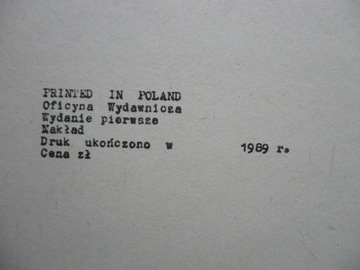 PRINTED IN POLAND
Oficyna Wydawnicza
Wydanie pierwsze
Nakład
Druk ukończono w 1989 r.
Cena zł